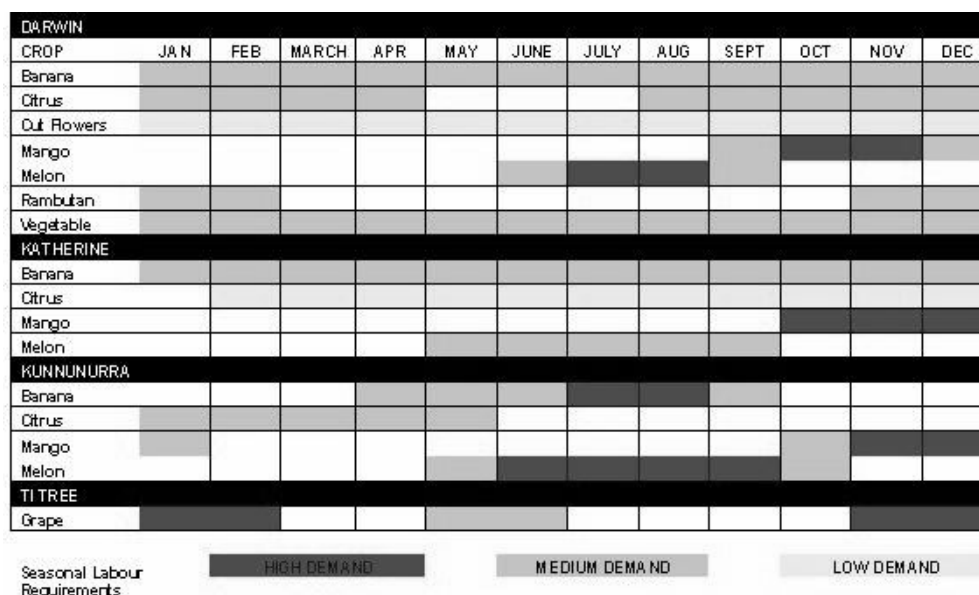 DARWIN
CROP JAN FEB MARCH APR MAY JUNE JULY AUG SEPT OCT NOV DEC
Banana
Citrus
Cut Flowers
Mango
Melon
Rambutan
Vegetable
KATHERINE
Banana
Citrus
Mango
Melon
KUNNUNURRA
Banana
Citrus
Mango
Melon
TI TREE
Grape
Seasonal Labour HIGH DEMAND MEDIUM DEMAND LOW DEMAND
Requirements